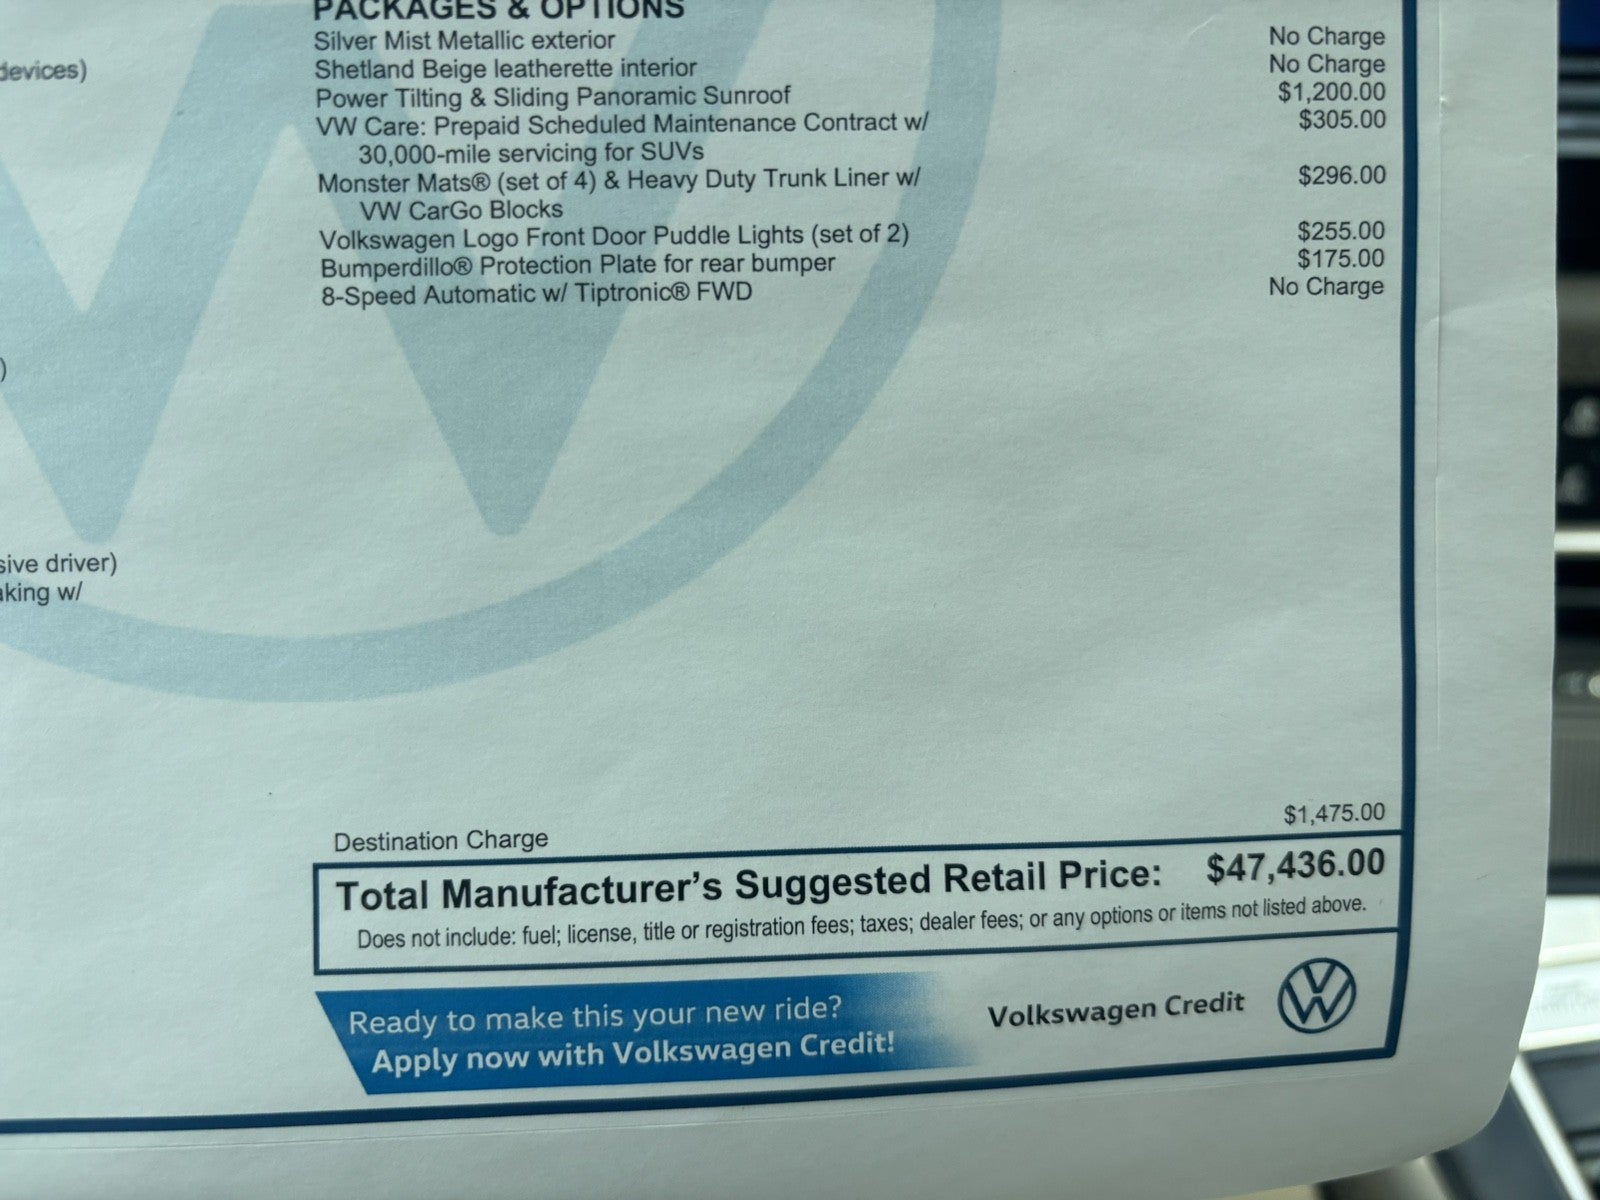 PACKAGES & OPTIONS
Silver Mist Metallic exterior No Charge
devices) Shetland Beige leatherette interior No Charge
Power Tilting & Sliding Panoramic Sunroof $1,200.00
VW Care: Prepaid Scheduled Maintenance Contract w/ $305.00
30,000-mile servicing for SUVs
Monster Mats® (set of 4) & Heavy Duty Trunk Liner w/ $296.00
VW CarGo Blocks
Volkswagen Logo Front Door Puddle Lights (set of 2) $255.00
Bumperdillo® Protection Plate for rear bumper $175.00
8-Speed Automatic w/ Tiptronic® FWD No Charge
)
sive driver)
aking w/
Destination Charge $1,475.00
Total Manufacturer's Suggested Retail Price: $47,436.00
Does not include: fuel; license, title or registration fees; taxes; dealer fees; or any options or items not listed above.
Ready to make this your new ride?
Apply now with Volkswagen Credit!
Volkswagen Credit